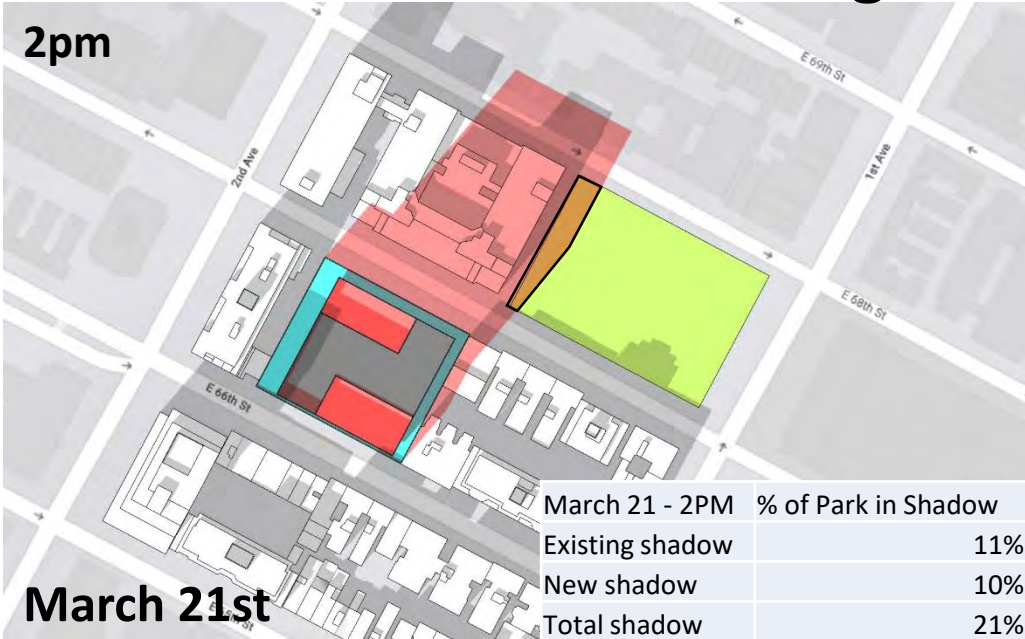 g
2pm
E 69th St
2nd Ave
1st Ave
E 68th St
E 66th St
March 21 - 2PM % of Park in Shadow
Existing shadow 11%
New shadow 10%
Total shadow 21%
March 21st